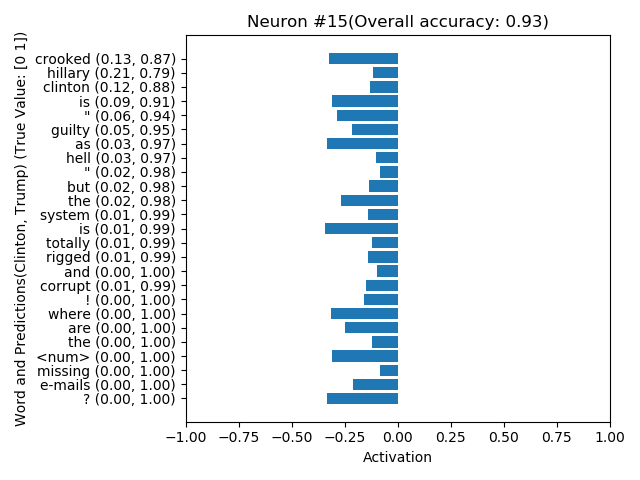 Neuron #15(Overall accuracy: 0.93)
Word and Predictions(Clinton, Trump) (True Value: [0 1])
crooked (0.13, 0.87)
hillary (0.21, 0.79)
clinton (0.12, 0.88)
is (0.09, 0.91)
" (0.06, 0.94)
guilty (0.05, 0.95)
as (0.03, 0.97)
hell (0.03, 0.97)
" (0.02, 0.98)
but (0.02, 0.98)
the (0.02, 0.98)
system (0.01, 0.99)
is (0.01, 0.99)
totally (0.01, 0.99)
rigged (0.01, 0.99)
and (0.00, 1.00)
corrupt (0.01, 0.99)
! (0.00, 1.00)
where (0.00, 1.00)
are (0.00, 1.00)
the (0.00, 1.00)
<num> (0.00, 1.00)
missing (0.00, 1.00)
e-mails (0.00, 1.00)
? (0.00, 1.00)
−1.00 −0.75 −0.50 −0.25 0.00 0.25 0.50 0.75 1.00
Activation